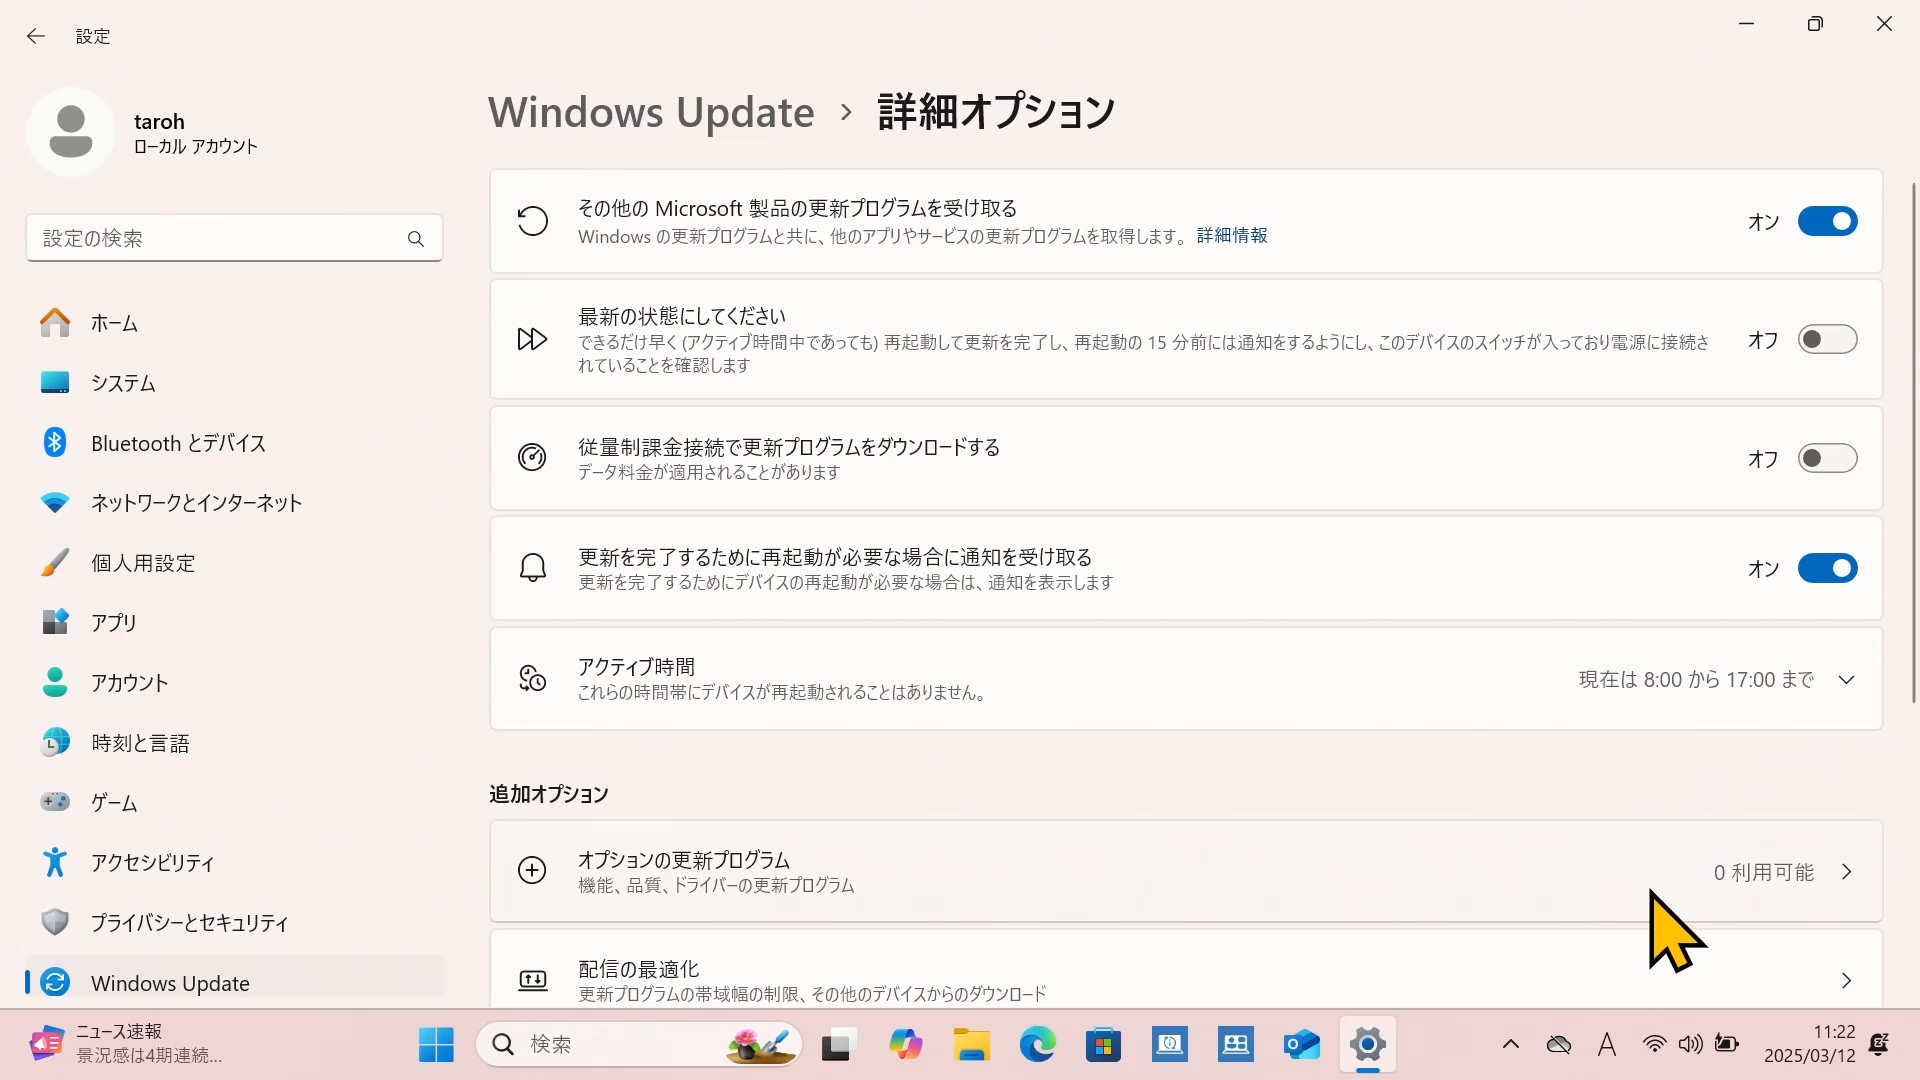 設定
taroh
ローカル アカウント
設定の検索
ホーム
システム
Bluetooth とデバイス
ネットワークとインターネット
個人用設定
アプリ
アカウント
時刻と言語
ゲーム
アクセシビリティ
プライバシーとセキュリティ
Windows Update
Windows Update › 詳細オプション
その他の Microsoft 製品の更新プログラムを受け取る
Windows の更新プログラムと共に、他のアプリやサービスの更新プログラムを取得します。 詳細情報
オン
最新の状態にしてください
できるだけ早く (アクティブ時間中であっても) 再起動して更新を完了し、再起動の 15 分前には通知をするようにし、このデバイスのスイッチが入っており電源に接続さ
れていることを確認します
オフ
従量制課金接続で更新プログラムをダウンロードする
データ料金が適用されることがあります
オフ
更新を完了するために再起動が必要な場合に通知を受け取る
更新を完了するためにデバイスの再起動が必要な場合は、通知を表示します
オン
アクティブ時間
これらの時間帯にデバイスが再起動されることはありません。
現在は 8:00 から 17:00 まで
追加オプション
オプションの更新プログラム
機能、品質、ドライバーの更新プログラム
0 利用可能
配信の最適化
更新プログラムの帯域幅の制限、その他のデバイスからのダウンロード
ニュース速報
景況感は4期連続...
検索
A
11:22
2025/03/12